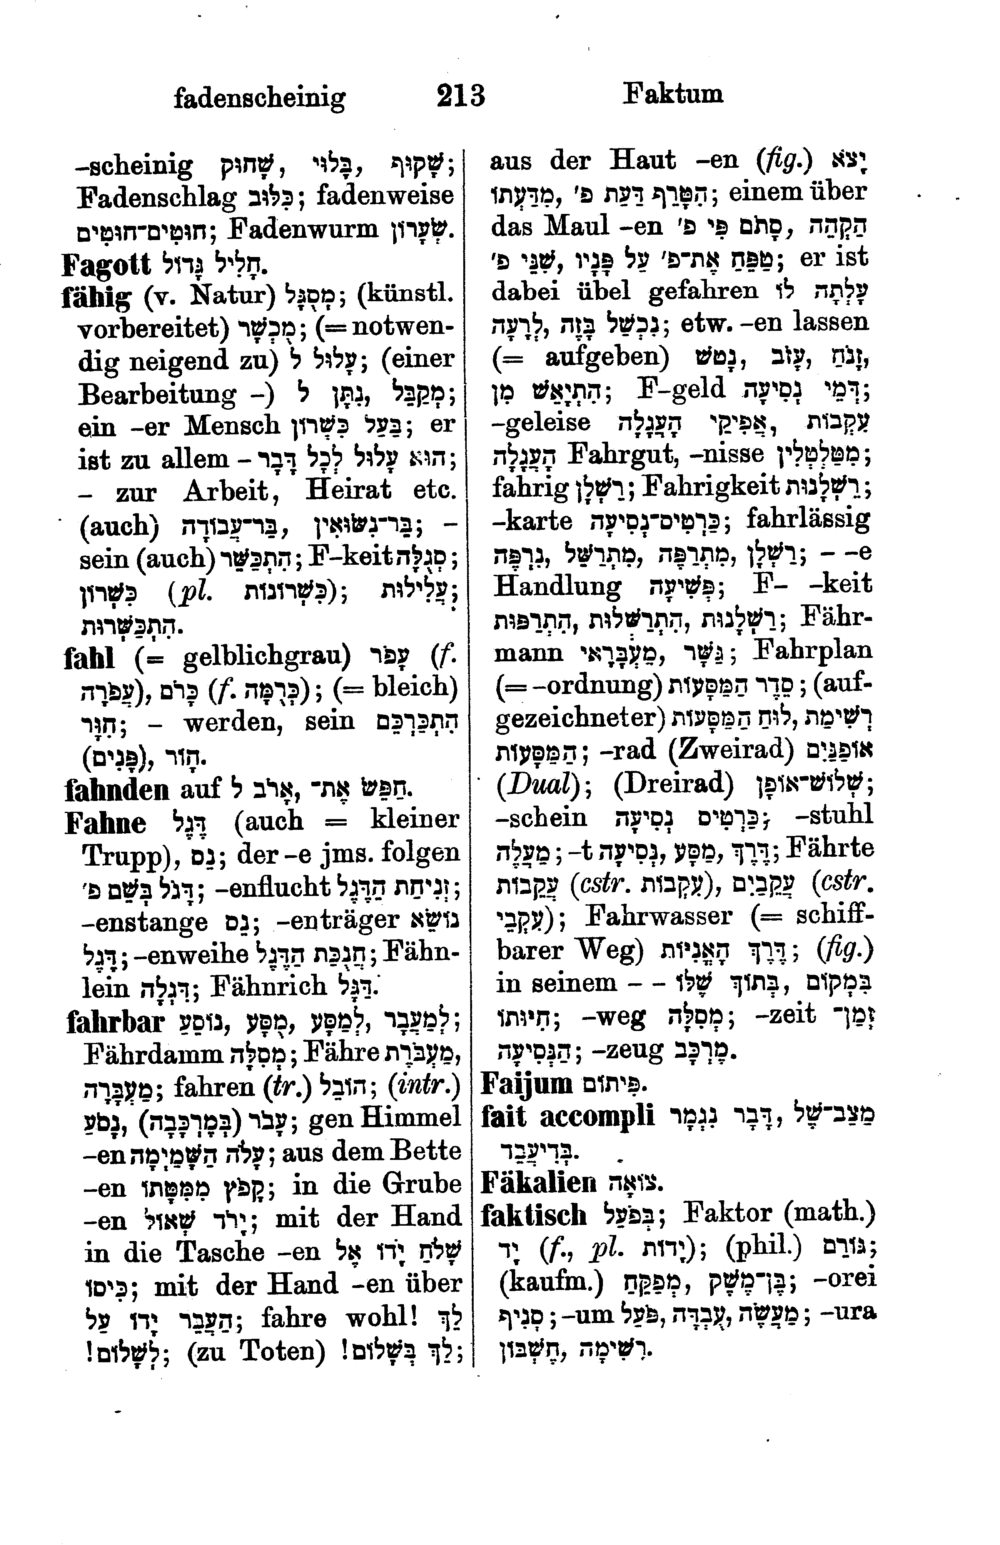 fadenscheinig 213 Faktum
-scheinig שָׁקוּף, בָּלוּי, שָׁחוּק;
Fadenschlag כִּלּוּב; fadenweise
חוּטִים־חוּטִים; Fadenwurm שַׂעֲרוֹן.
Fagott חָלִיל גָּדוֹל.
fähig (v. Natur) מְסֻגָּל; (künstl.
vorbereitet) מֻכְשָׁר; (= notwen-
dig neigend zu) עָלוּל ל; (einer
Bearbeitung -) מְקַבֵּל, נִתָּן ל;
ein -er Mensch בַּעַל כִּשְׁרוֹן; er
ist zu allem - הוּא עָלוּל לְכָל דָּבָר;
- zur Arbeit, Heirat etc.
(auch) בַּר־נִשּׂוּאִין, בַּר־עֲבוֹדָה; -
sein (auch) הִתְכַּשֵּׁר; F-keit סְגֻלָּה;
כִּשְׁרוֹן (pl. כִּשְׁרוֹנוֹת); עֲלִילוּת;
הִתְכַּשְּׁרוּת.
fahl (= gelblichgrau) עָפֹר (f.
עֲפֹרָה), כָּרֹם (f. כְּרֻמָּה); (= bleich)
חִוֵּר; - werden, sein הִתְכַּרְכֵּם
(פָּנִים), חָוֹר.
fahnden auf חַפֵּשׂ אֶת־, אָרֹב ל.
Fahne דֶּגֶל (auch = kleiner
Trupp), נֵס; der -e jms. folgen
דָּגֹל בְּשֵׁם פ'; -enflucht זְנִיחַת הַדֶּגֶל;
-enstange נֵס; -enträger נוֹשֵׂא
דֶּגֶל; -enweihe חֲנֻכַּת הַדֶּגֶל; Fähn-
lein דִּגְלָה; Fähnrich דַּגָּל.
fahrbar נוֹסֵעַ, מֻסָּע, לְמַסָּע, לְמַעֲבָר;
Fährdamm מְסִלָּה; Fähre מַעְבֹּרֶת,
מַעְבָּרָה; fahren (tr.) הוֹבֵל; (intr.)
נָסֹעַ, עָבֹר (בְּמֶרְכָּבָה); gen Himmel
-en עָלֹה הַשָּׁמַיְמָה; aus dem Bette
-en קָפֹץ מִמִּטָּתוֹ; in die Grube
-en יָרֹד שְׁאוֹל; mit der Hand
in die Tasche -en שָׁלֹחַ יָדוֹ אֶל
כִּיסוֹ; mit der Hand -en über
הַעֲבֵר יָדוֹ עַל; fahre wohl! לֵךְ
לְשָׁלוֹם!; (zu Toten) לֵךְ בְּשָׁלוֹם!;
aus der Haut -en (fig.) יָצֹא
מִדַּעְתּוֹ, הִטָּרֵף דַּעַת פ'; einem über
das Maul -en סָתֹם פִּי פ', הַקְהֵה
שִׁנֵּי פ', טַפֵּחַ אֶת־פ' עַל פָּנָיו; er ist
dabei übel gefahren עָלְתָה לוֹ
לְרָעָה, נִכְשַׁל בָּזֶה; etw. -en lassen
(= aufgeben) נָטֹשׁ, עָזֹב, זָנֹחַ,
הִתְיָאֵשׁ מִן; F-geld דְּמֵי נְסִיעָה;
-geleise אֲפִיקֵי הָעֲגָלָה, עִקְבוֹת
הָעֲגָלָה Fahrgut, -nisse מִטַּלְטְלִין;
fahrig רַשְׁלָן; Fahrigkeit רַשְׁלָנוּת;
-karte כַּרְטִיס־נְסִיעָה; fahrlässig
רַשְׁלָן, מִתְרַפֶּה, מִתְרַשֵּׁל, נִרְפֶּה; - -e
Handlung פְּשִׁיעָה; F- -keit
רַשְׁלָנוּת, הִתְרַשְּׁלוּת, הִתְרַפּוּת; Fähr-
mann גַּשָּׁר, מַעְבָּרַאי; Fahrplan
(= -ordnung) סֵדֶר הַמַּסָּעוֹת; (auf-
gezeichneter) לוּחַ הַמַּסָּעוֹת, רְשִׁימַת
הַמַּסָּעוֹת; -rad (Zweirad) אוֹפַנַּיִם
(Dual); (Dreirad) שְׁלוֹשׁ־אוֹפָן;
-schein כַּרְטִיס נְסִיעָה; -stuhl
מַעֲלֶה; -t דֶּרֶךְ, מַסָּע, נְסִיעָה; Fährte
עֲקֵבוֹת (cstr. עִקְבוֹת), עֲקֵבִים (cstr.
עִקְבֵי); Fahrwasser (= schiff-
barer Weg) דֶּרֶךְ הָאֳנִיּוֹת; (fig.)
in seinem - - בִּמְקוֹם, בְּתוֹךְ שֶׁלּוֹ
חִיּוּתוֹ; -weg מְסִלָּה; -zeit זְמַן־
הַנְּסִיעָה; -zeug מֶרְכָּב.
Faijum פִיתוֹם.
fait accompli מַצַּב־שֶׁל, דָּבָר נִגְמָר
בְּדִיעֲבַד.
Fäkalien צוֹאָה.
faktisch בְּפֹעַל; Faktor (math.)
יָד (f., pl. יָדוֹת); (phil.) גּוֹרֵם;
(kaufm.) בֶּן־מֶשֶׁק, מְפַקֵּחַ; -orei
סְנִיף; -um מַעֲשֶׂה, עֻבְדָּה, פֹּעַל; -ura
רְשִׁימָה, חֶשְׁבּוֹן.